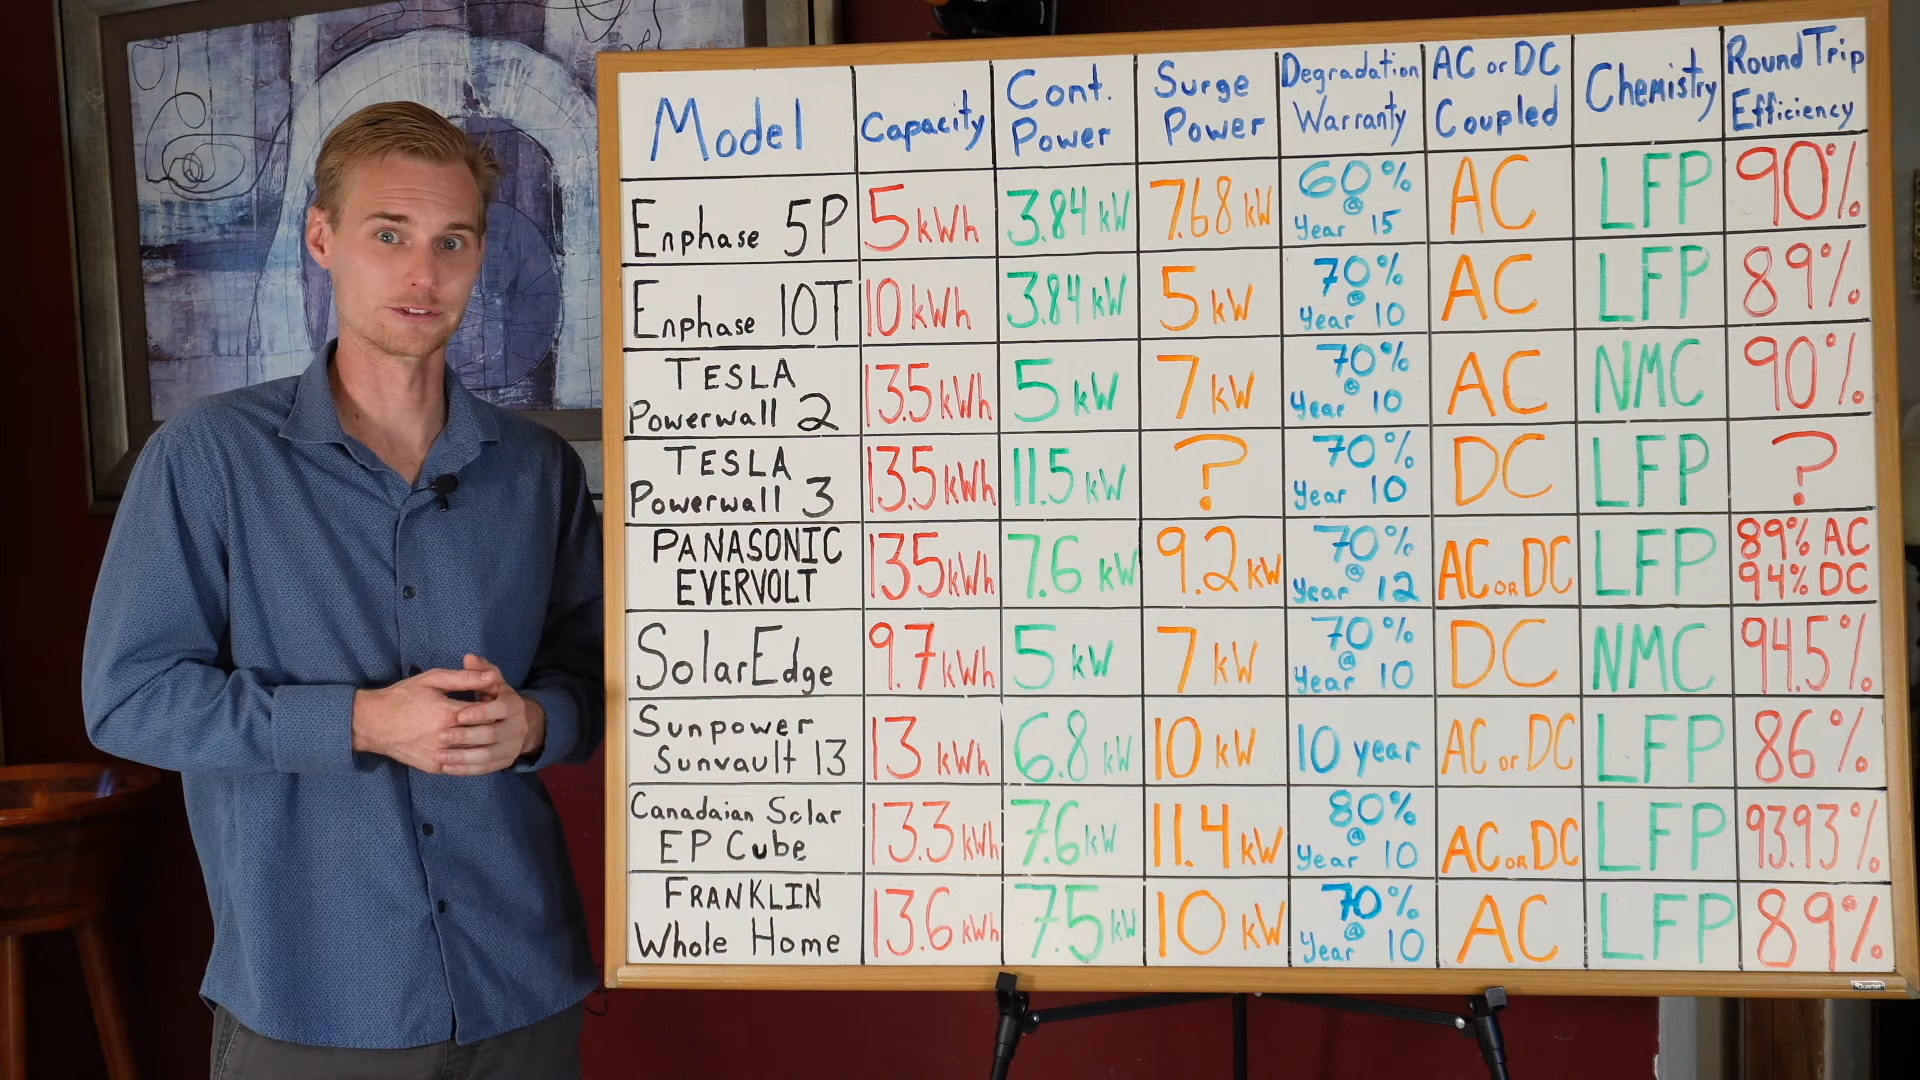 Model Capacity Cont. Power Surge Power Degradation Warranty AC or DC Coupled Chemistry Round Trip Efficiency
Enphase 5P 5 kWh 3.84 kW 7.68 kW 60% @ Year 15 AC LFP 90%
Enphase 10T 10 kWh 3.84 kW 5 kW 70% @ Year 10 AC LFP 89%
TESLA Powerwall 2 13.5 kWh 5 kW 7 kW 70% @ Year 10 AC NMC 90%
TESLA Powerwall 3 13.5 kWh 11.5 kW ? 70% @ Year 10 DC LFP ?
PANASONIC EVERVOLT 135 kWh 7.6 kW 9.2 kW 70% @ Year 12 AC OR DC LFP 89% AC 94% DC
SolarEdge 9.7 kWh 5 kW 7 kW 70% @ Year 10 DC NMC 94.5%
Sunpower Sunvault 13 13 kWh 6.8 kW 10 kW 10 year AC or DC LFP 86%
Canadaian Solar EP Cube 13.3 kWh 7.6 kW 11.4 kW 80% @ Year 10 AC OR DC LFP 93.93%
FRANKLIN Whole Home 13.6 kWh 7.5 kW 10 kW 70% @ Year 10 AC LFP 89%
Quartet